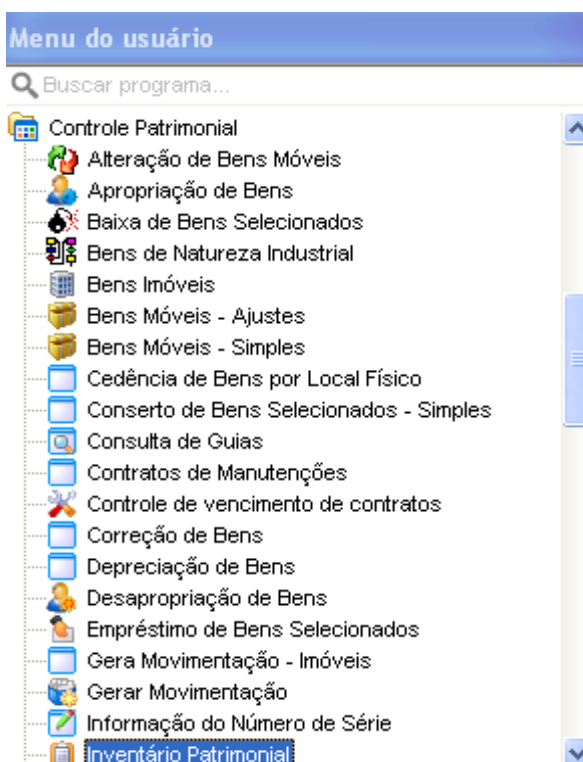 Menu do usuário
Buscar programa...
Controle Patrimonial
Alteração de Bens Móveis
Apropriação de Bens
Baixa de Bens Selecionados
Bens de Natureza Industrial
Bens Imóveis
Bens Móveis - Ajustes
Bens Móveis - Simples
Cedência de Bens por Local Físico
Conserto de Bens Selecionados - Simples
Consulta de Guias
Contratos de Manutenções
Controle de vencimento de contratos
Correção de Bens
Depreciação de Bens
Desapropriação de Bens
Empréstimo de Bens Selecionados
Gera Movimentação - Imóveis
Gerar Movimentação
Informação do Número de Série
Inventário Patrimonial